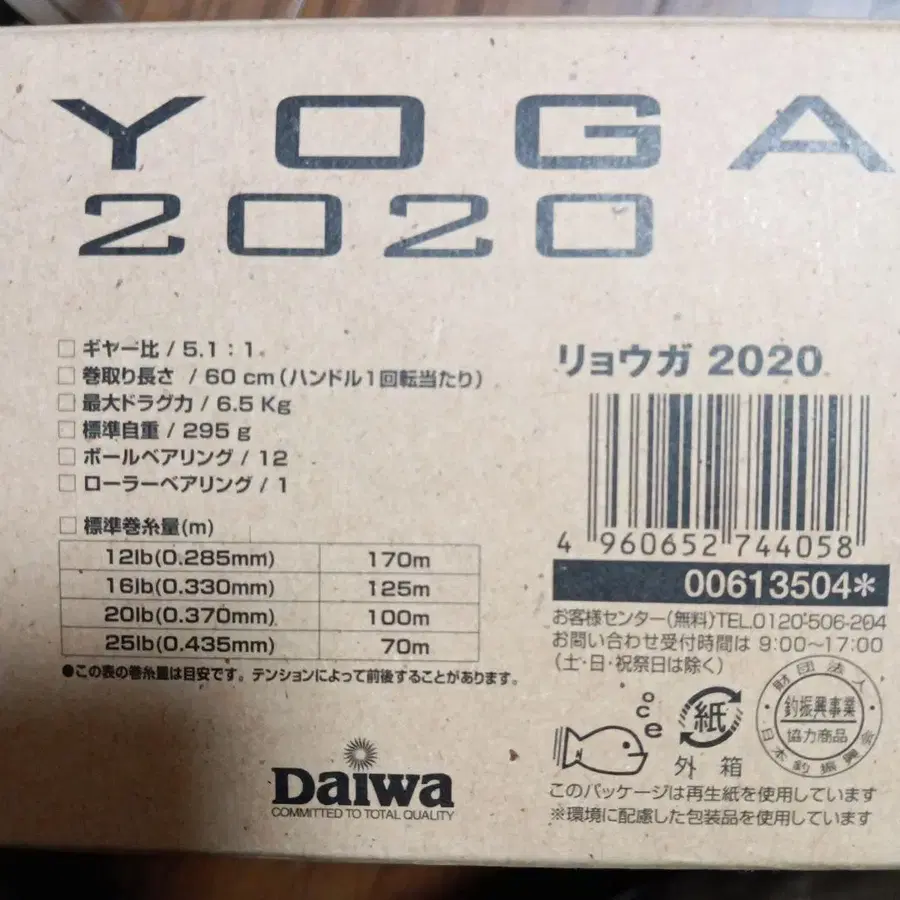 YOGA
2020
ギヤー比 / 5.1 : 1
巻取り長さ / 60 cm (ハンドル1回転当たり)
最大ドラグ力 / 6.5 Kg
標準自重 / 295 g
ボールベアリング / 12
ローラーベアリング / 1
標準巻糸量(m)
12lb(0.285mm) 170m
16lb(0.330mm) 125m
20lb(0.370mm) 100m
25lb(0.435mm) 70m
●この表の巻糸量は目安です。テンションによって前後することがあります。
Daiwa
COMMITTED TO TOTAL QUALITY
リョウガ 2020
4 960652 744058
00613504*
お客様センター(無料)TEL.0120-506-204
お問い合わせ受付時間は 9:00~17:00
(土・日・祝祭日は除く)
oce
紙
外箱
財団法人
釣振興事業
協力商品
日本釣振興会
このパッケージは再生紙を使用しています
※環境に配慮した包装品を使用しています